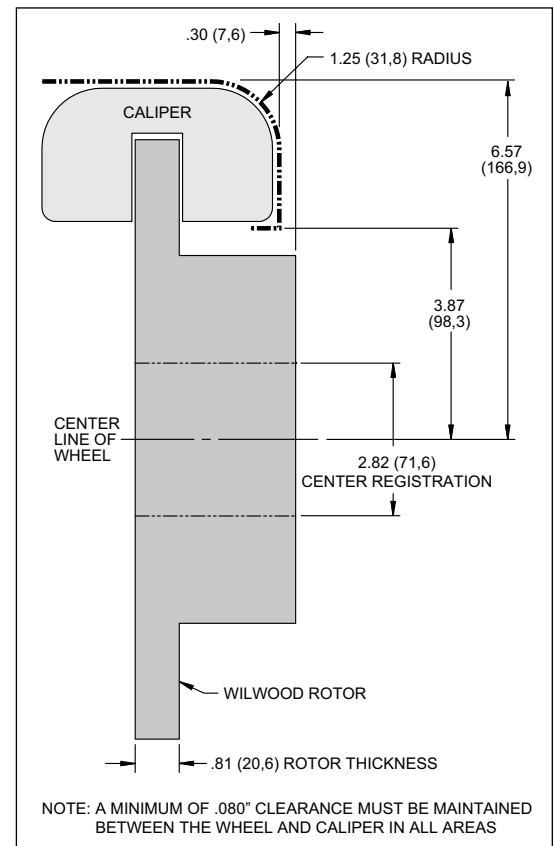 .30 (7,6)
1.25 (31,8) RADIUS
CALIPER
6.57
(166,9)
3.87
(98,3)
CENTER
LINE OF
WHEEL
2.82 (71,6)
CENTER REGISTRATION
WILWOOD ROTOR
.81 (20,6) ROTOR THICKNESS
NOTE: A MINIMUM OF .080” CLEARANCE MUST BE MAINTAINED
BETWEEN THE WHEEL AND CALIPER IN ALL AREAS